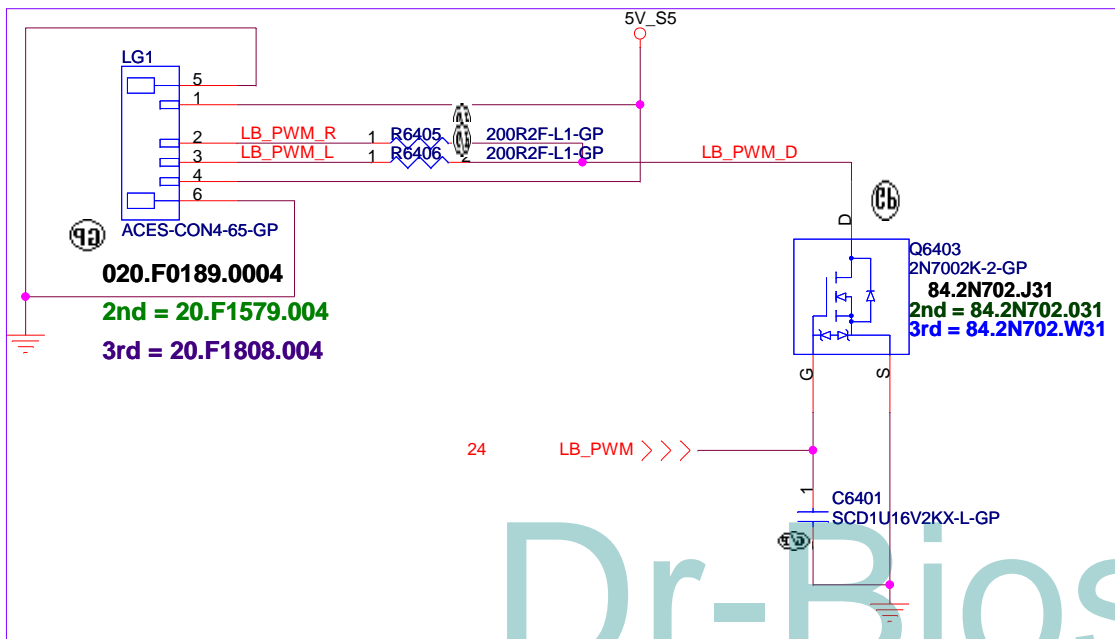 5V_S5
LG1
5
1
2
LB_PWM_R
1
R6405
200R2F-L1-GP
3
LB_PWM_L
1
R6406
2
200R2F-L1-GP
LB_PWM_D
4
6
ACES-CON4-65-GP
020.F0189.0004
2nd = 20.F1579.004
3rd = 20.F1808.004
D
Q6403
2N7002K-2-GP
84.2N702.J31
2nd = 84.2N702.031
3rd = 84.2N702.W31
G
S
24
LB_PWM
1
C6401
SCD1U16V2KX-L-GP
Dr-Bios